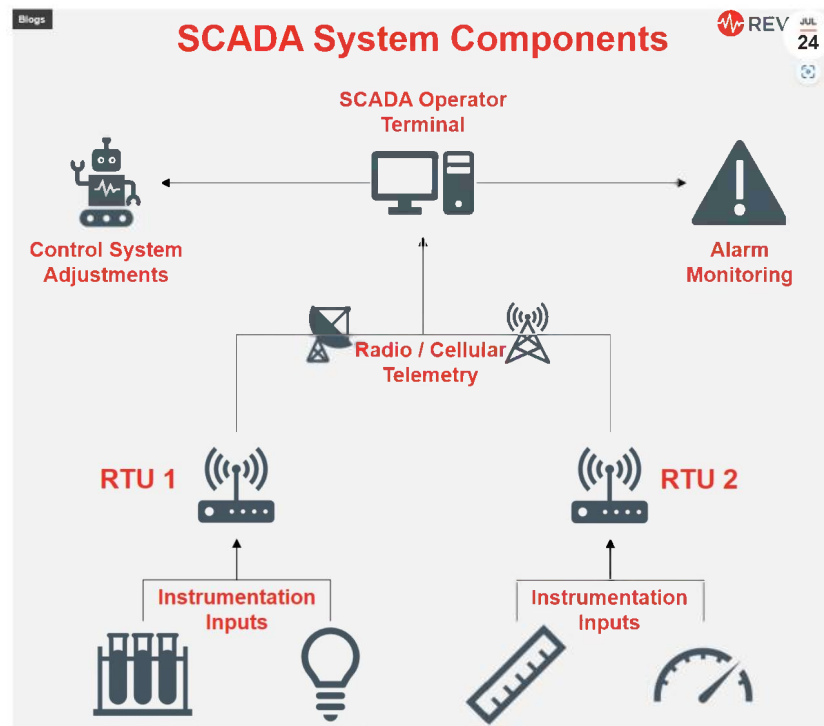 Blogs
SCADA System Components
REV
JUL
24
SCADA Operator
Terminal
Control System
Adjustments
Alarm
Monitoring
Radio / Cellular
Telemetry
RTU 1
RTU 2
Instrumentation
Inputs
Instrumentation
Inputs